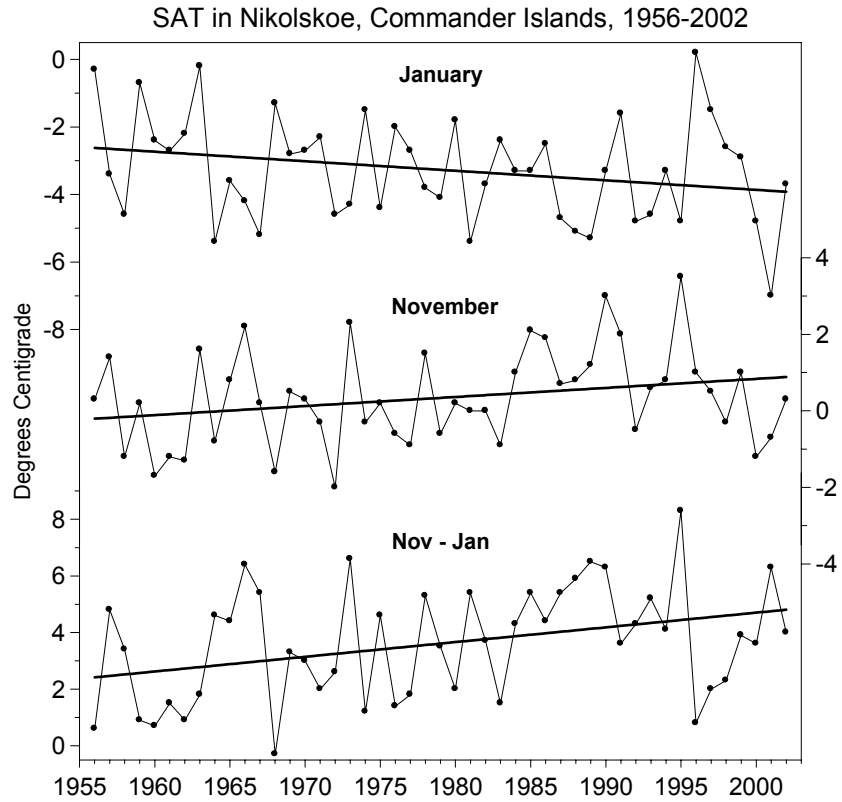 SAT in Nikolskoe, Commander Islands, 1956-2002
0
January
-2
-4
-6
4
November
-8
2
0
Degrees Centigrade
-2
8
Nov - Jan
-4
6
4
2
0
1955 1960 1965 1970 1975 1980 1985 1990 1995 2000